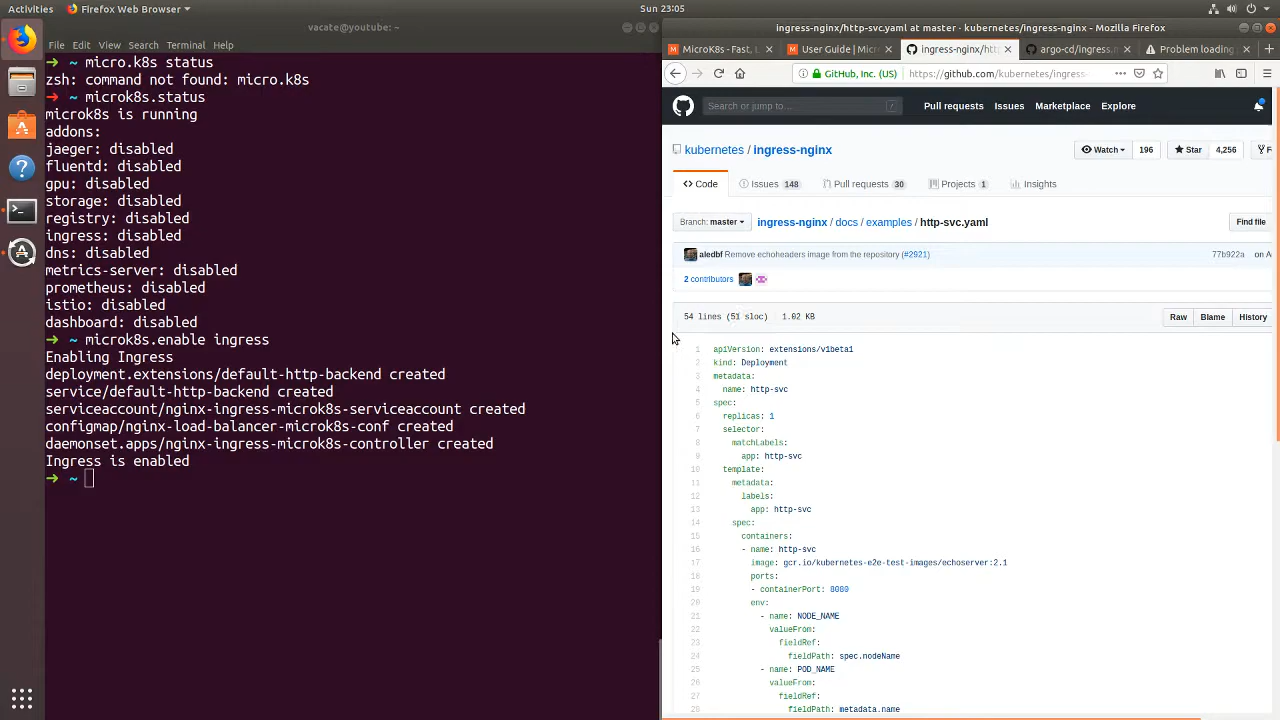 Activities Firefox Web Browser Sun 23:05
vacate@youtube: ~
File Edit View Search Terminal Help
➜ ~ micro.k8s status
zsh: command not found: micro.k8s
➜ ~ microk8s.status
microk8s is running
addons:
jaeger: disabled
fluentd: disabled
gpu: disabled
storage: disabled
registry: disabled
ingress: disabled
dns: disabled
metrics-server: disabled
prometheus: disabled
istio: disabled
dashboard: disabled
➜ ~ microk8s.enable ingress
Enabling Ingress
deployment.extensions/default-http-backend created
service/default-http-backend created
serviceaccount/nginx-ingress-microk8s-serviceaccount created
configmap/nginx-load-balancer-microk8s-conf created
daemonset.apps/nginx-ingress-microk8s-controller created
Ingress is enabled
➜ ~
ingress-nginx/http-svc.yaml at master · kubernetes/ingress-nginx - Mozilla Firefox
MicroK8s - Fast, L User Guide | Micro ingress-nginx/htt argo-cd/ingress.m Problem loading
GitHub, Inc. (US) https://github.com/kubernetes/ingress-
Search or jump to... / Pull requests Issues Marketplace Explore
kubernetes / ingress-nginx Watch 196 Star 4,256 Fo
Code Issues 148 Pull requests 30 Projects 1 Insights
Branch: master ingress-nginx / docs / examples / http-svc.yaml Find file
aledbf Remove echoheaders image from the repository (#2921) 77b922a on A
2 contributors
54 lines (51 sloc) 1.02 KB Raw Blame History
1 apiVersion: extensions/v1beta1
2 kind: Deployment
3 metadata:
4 name: http-svc
5 spec:
6 replicas: 1
7 selector:
8 matchLabels:
9 app: http-svc
10 template:
11 metadata:
12 labels:
13 app: http-svc
14 spec:
15 containers:
16 - name: http-svc
17 image: gcr.io/kubernetes-e2e-test-images/echoserver:2.1
18 ports:
19 - containerPort: 8080
20 env:
21 - name: NODE_NAME
22 valueFrom:
23 fieldRef:
24 fieldPath: spec.nodeName
25 - name: POD_NAME
26 valueFrom:
27 fieldRef:
28 fieldPath: metadata.name